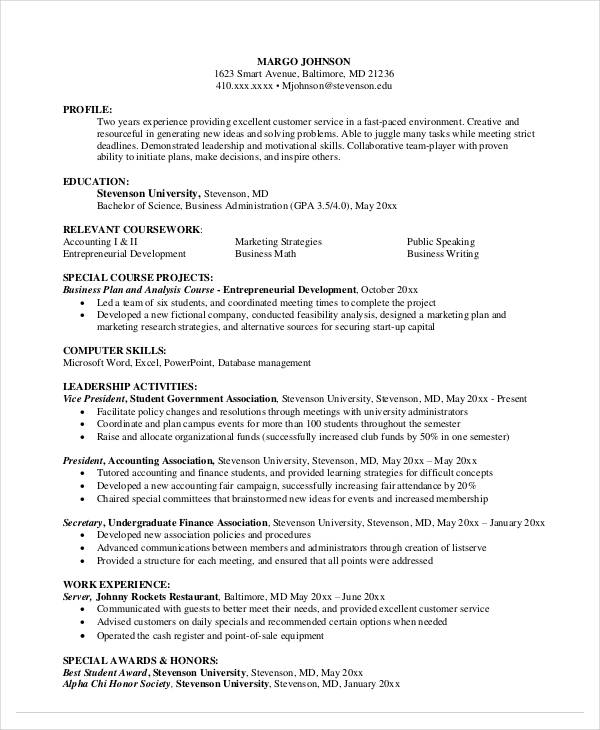 MARGO JOHNSON
1623 Smart Avenue, Baltimore, MD 21236
410.xxx.xxxx • Mjohnson@stevenson.edu
PROFILE:
Two years experience providing excellent customer service in a fast-paced environment. Creative and
resourceful in generating new ideas and solving problems. Able to juggle many tasks while meeting strict
deadlines. Demonstrated leadership and motivational skills. Collaborative team-player with proven
ability to initiate plans, make decisions, and inspire others.
EDUCATION:
Stevenson University, Stevenson, MD
Bachelor of Science, Business Administration (GPA 3.5/4.0), May 20xx
RELEVANT COURSEWORK:
Accounting I & II Marketing Strategies Public Speaking
Entrepreneurial Development Business Math Business Writing
SPECIAL COURSE PROJECTS:
Business Plan and Analysis Course - Entrepreneurial Development, October 20xx
• Led a team of six students, and coordinated meeting times to complete the project
• Developed a new fictional company, conducted feasibility analysis, designed a marketing plan and
marketing research strategies, and alternative sources for securing start-up capital
COMPUTER SKILLS:
Microsoft Word, Excel, PowerPoint, Database management
LEADERSHIP ACTIVITIES:
Vice President, Student Government Association, Stevenson University, Stevenson, MD, May 20xx - Present
• Facilitate policy changes and resolutions through meetings with university administrators
• Coordinate and plan campus events for more than 100 students throughout the semester
• Raise and allocate organizational funds (successfully increased club funds by 50% in one semester)
President, Accounting Association, Stevenson University, Stevenson, MD, May 20xx – May 20xx
• Tutored accounting and finance students, and provided learning strategies for difficult concepts
• Developed a new accounting fair campaign, successfully increasing fair attendance by 20%
• Chaired special committees that brainstormed new ideas for events and increased membership
Secretary, Undergraduate Finance Association, Stevenson University, Stevenson, MD, May 20xx – January 20xx
• Developed new association policies and procedures
• Advanced communications between members and administrators through creation of listserve
• Provided a structure for each meeting, and ensured that all points were addressed
WORK EXPERIENCE:
Server, Johnny Rockets Restaurant, Baltimore, MD May 20xx – June 20xx
• Communicated with guests to better meet their needs, and provided excellent customer service
• Advised customers on daily specials and recommended certain options when needed
• Operated the cash register and point-of-sale equipment
SPECIAL AWARDS & HONORS:
Best Student Award, Stevenson University, Stevenson, MD, May 20xx
Alpha Chi Honor Society, Stevenson University, Stevenson, MD, January 20xx